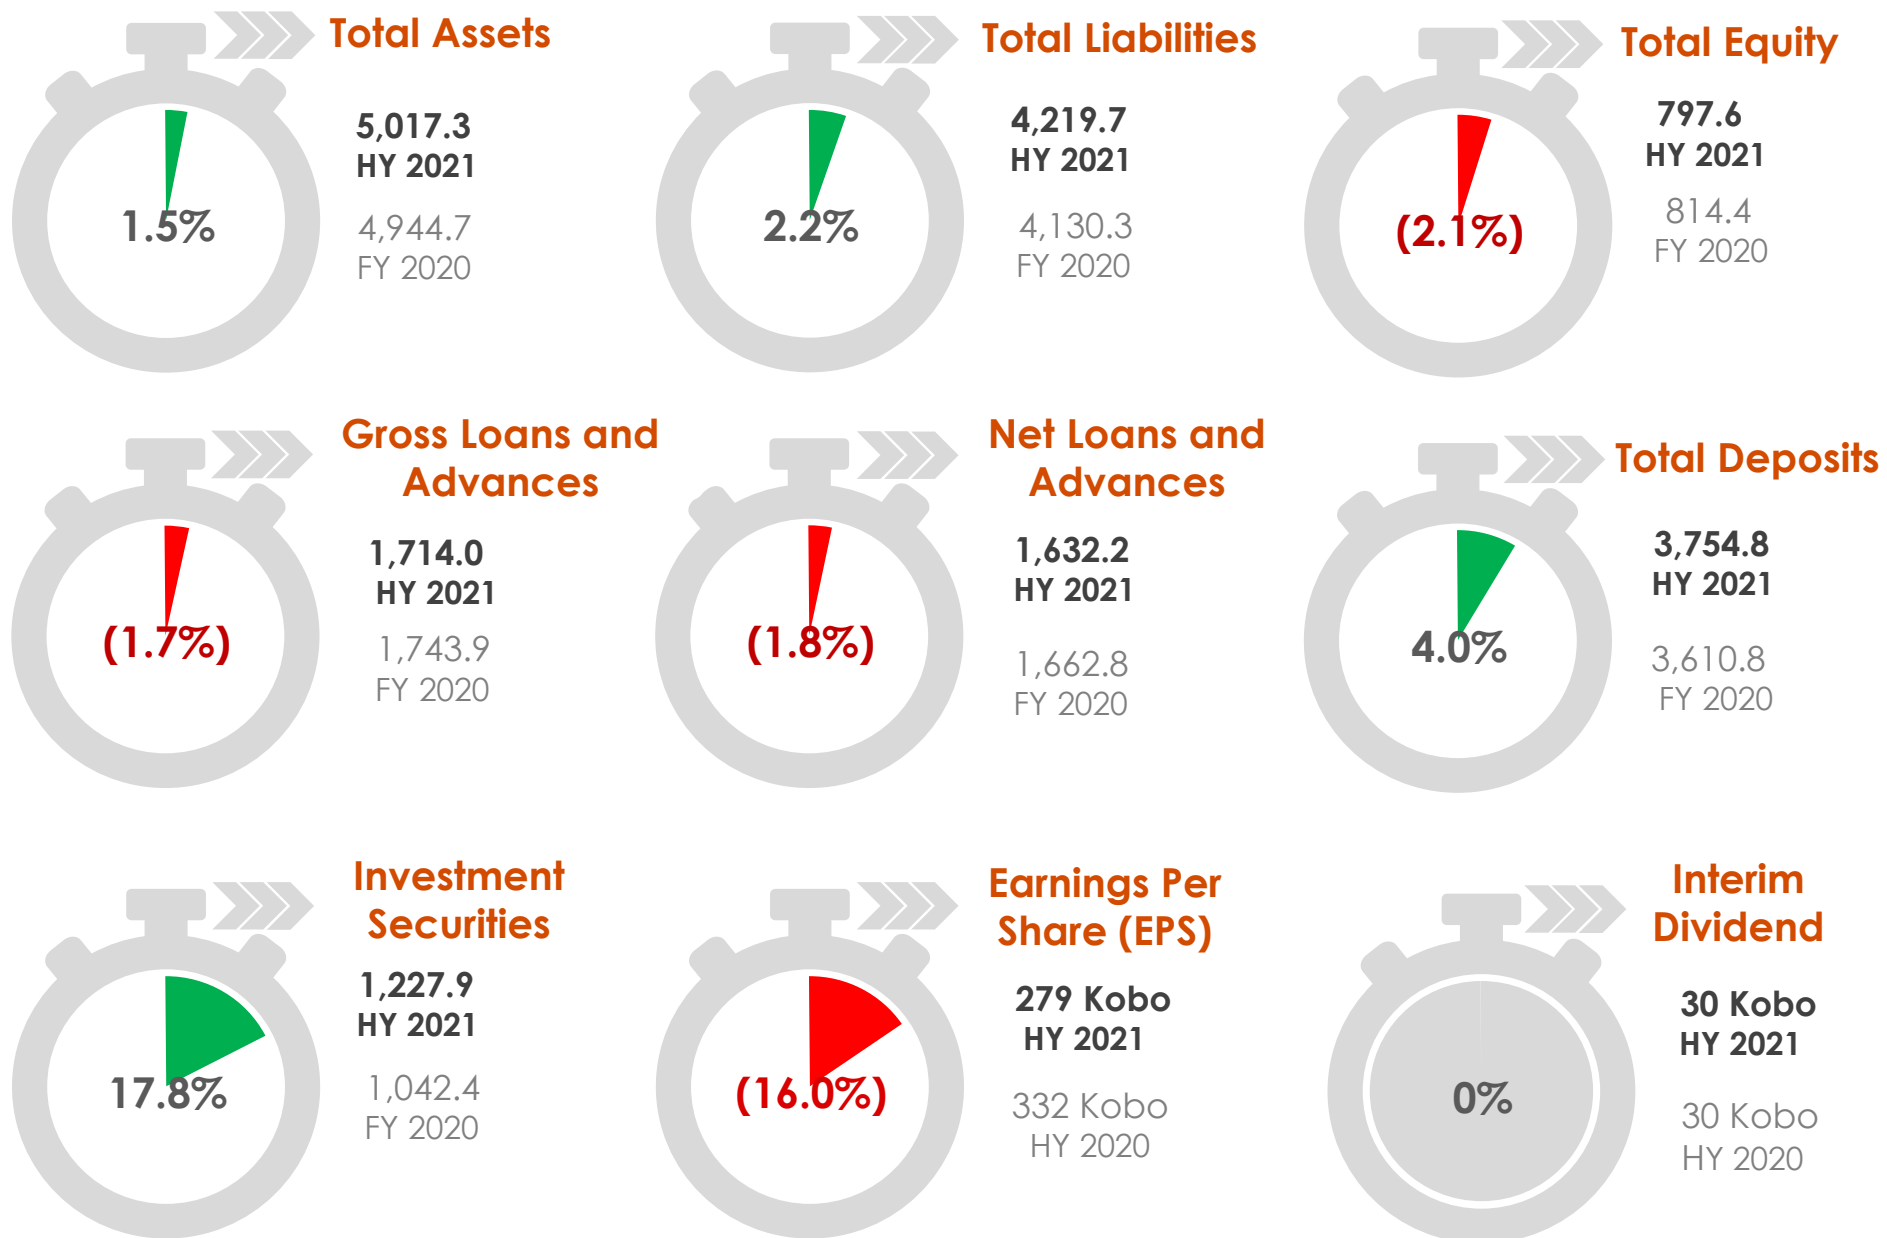 Total Assets
5,017.3
HY 2021
4,944.7
FY 2020
1.5%
Total Liabilities
4,219.7
HY 2021
4,130.3
FY 2020
2.2%
Total Equity
797.6
HY 2021
814.4
FY 2020
(2.1%)
Gross Loans and
Advances
1,714.0
HY 2021
1,743.9
FY 2020
(1.7%)
Net Loans and
Advances
1,632.2
HY 2021
1,662.8
FY 2020
(1.8%)
Total Deposits
3,754.8
HY 2021
3,610.8
FY 2020
4.0%
Investment
Securities
1,227.9
HY 2021
1,042.4
FY 2020
17.8%
Earnings Per
Share (EPS)
279 Kobo
HY 2021
332 Kobo
HY 2020
(16.0%)
Interim
Dividend
30 Kobo
HY 2021
30 Kobo
HY 2020
0%